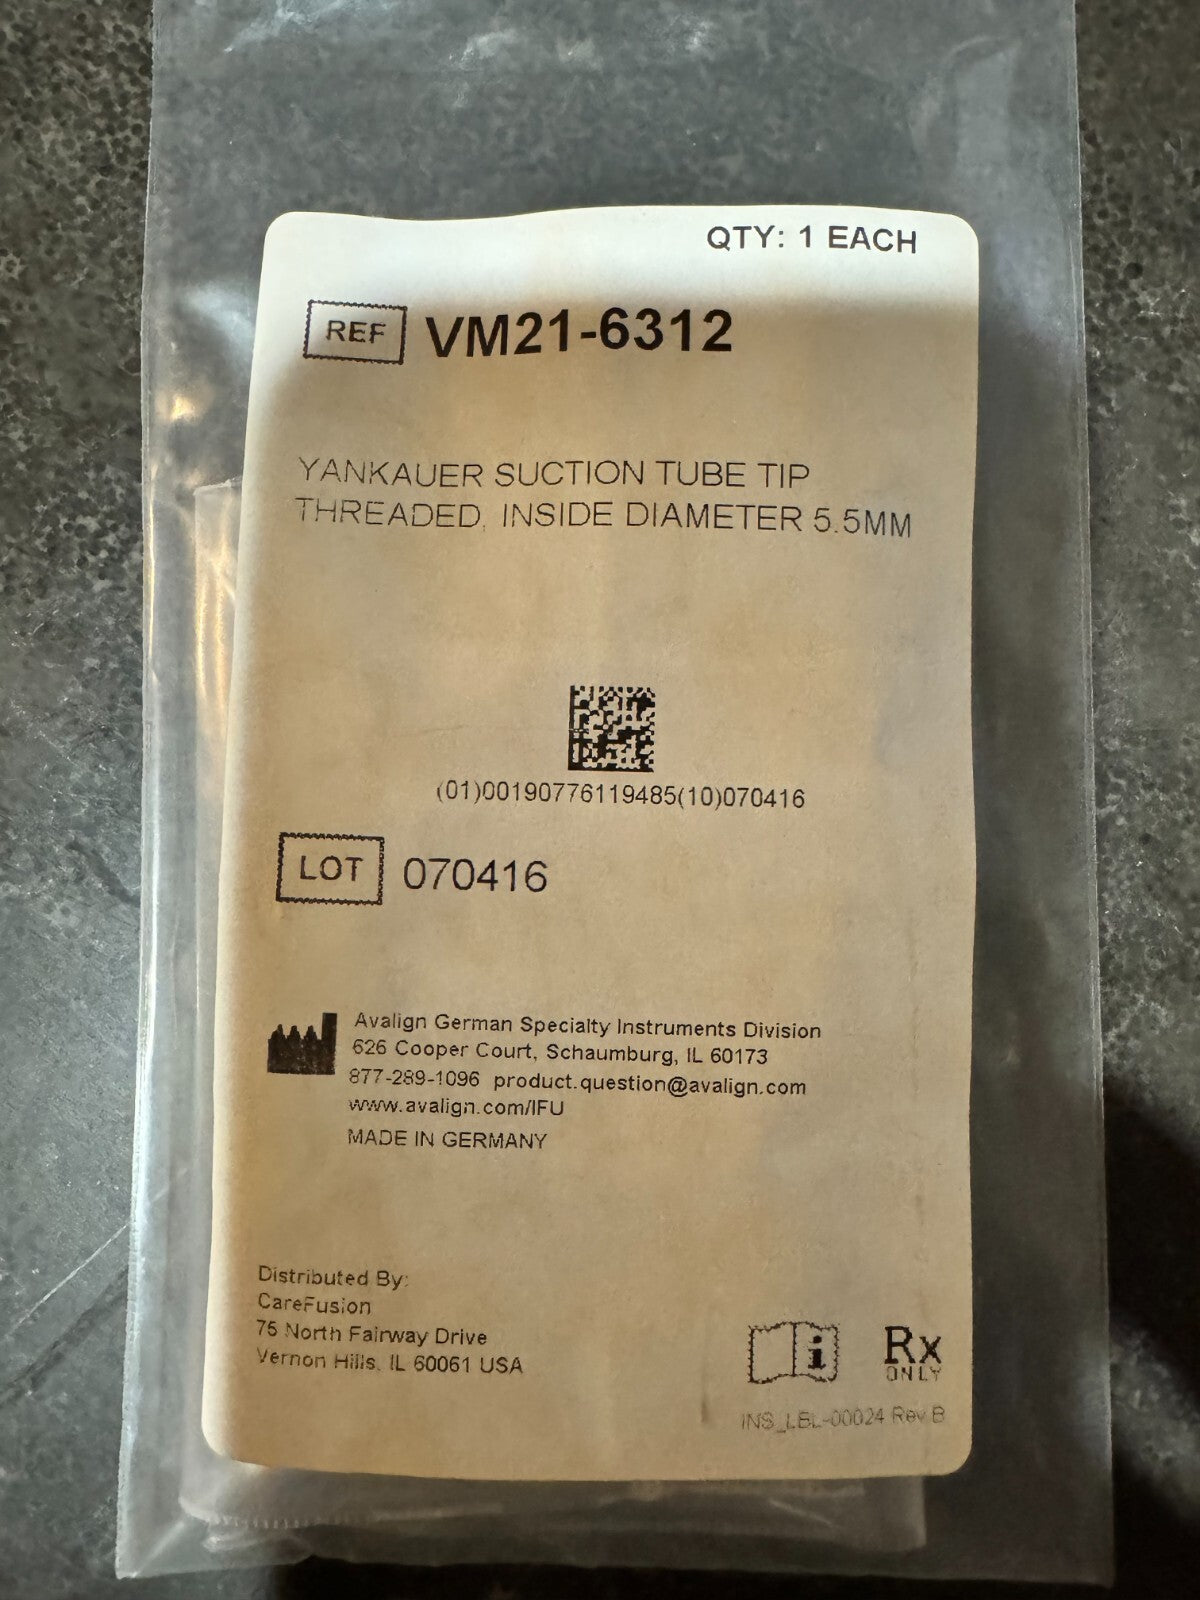 QTY: 1 EACH
REF VM21-6312
YANKAUER SUCTION TUBE TIP
THREADED, INSIDE DIAMETER 5.5MM
(01)00190776119485(10)070416
LOT 070416
Avalign German Specialty Instruments Division
626 Cooper Court, Schaumburg, IL 60173
877-289-1096 product.question@avalign.com
www.avalign.com/IFU
MADE IN GERMANY
Distributed By:
CareFusion
75 North Fairway Drive
Vernon Hills, IL 60061 USA
i
Rx
ONLY
INS_LBL-00024 Rev B